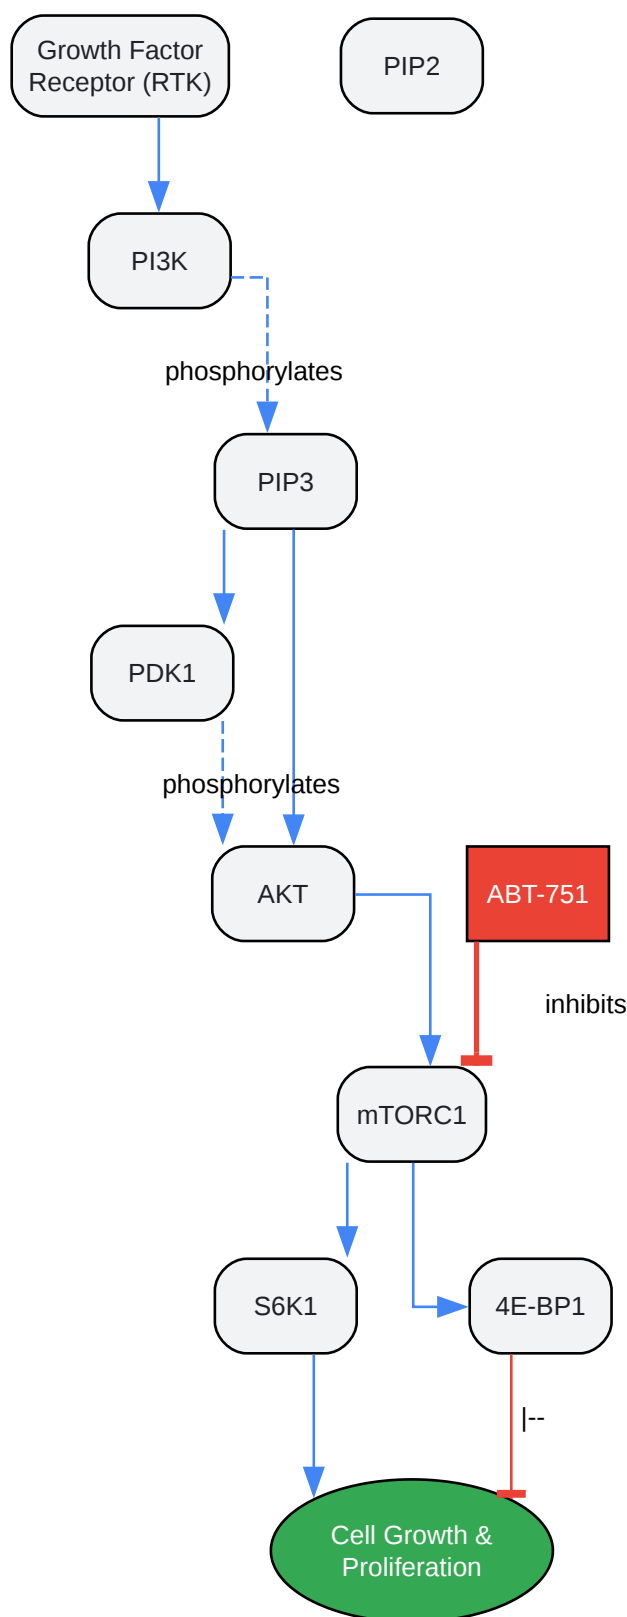 Growth Factor
Receptor (RTK)
PIP2
PI3K
phosphorylates
PIP3
PDK1
phosphorylates
AKT
ABT-751
inhibits
mTORC1
S6K1
4E-BP1
|--
Cell Growth &
Proliferation